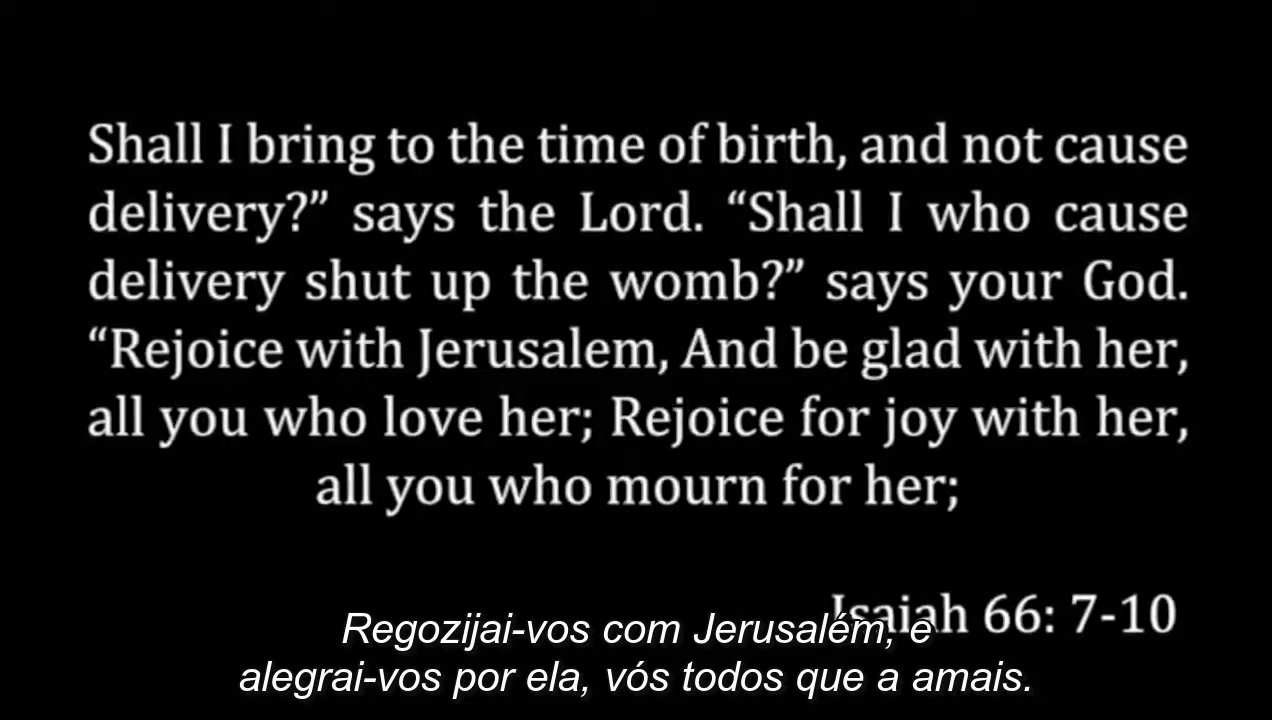 Shall I bring to the time of birth, and not cause
delivery?” says the Lord. “Shall I who cause
delivery shut up the womb?” says your God.
“Rejoice with Jerusalem, And be glad with her,
all you who love her; Rejoice for joy with her,
all you who mourn for her;
Isaiah 66: 7-10
Regozijai-vos com Jerusalém, e
alegrai-vos por ela, vós todos que a amais.